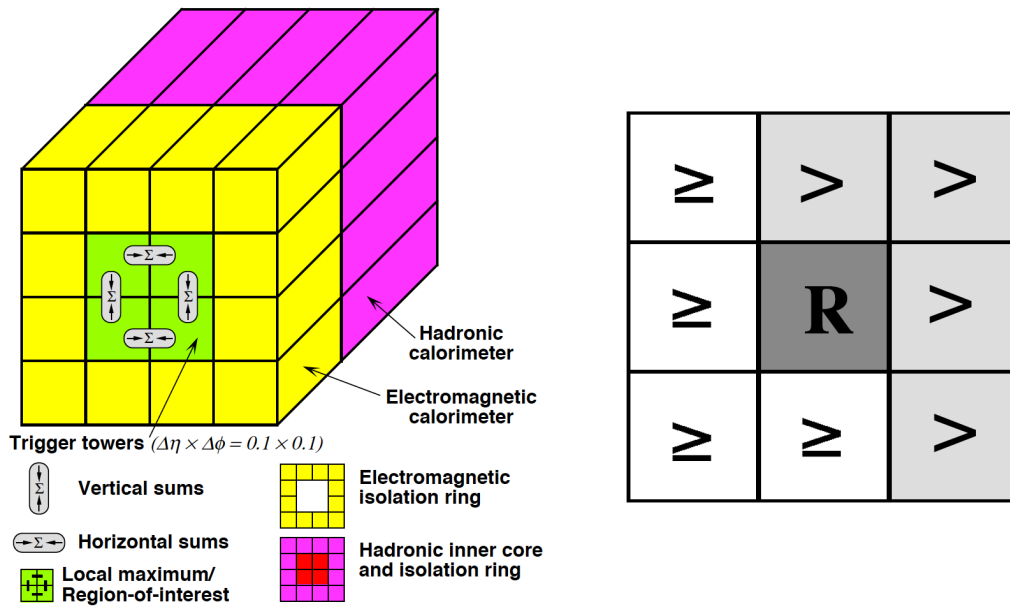 Σ
Σ
Σ
Σ
Hadronic
calorimeter
Electromagnetic
calorimeter
Trigger towers (Δη × Δϕ = 0.1 × 0.1)
Σ
Vertical sums
Σ
Horizontal sums
Local maximum/
Region-of-interest
Electromagnetic
isolation ring
Hadronic inner core
and isolation ring
≥ > >
≥ R >
≥ ≥ >